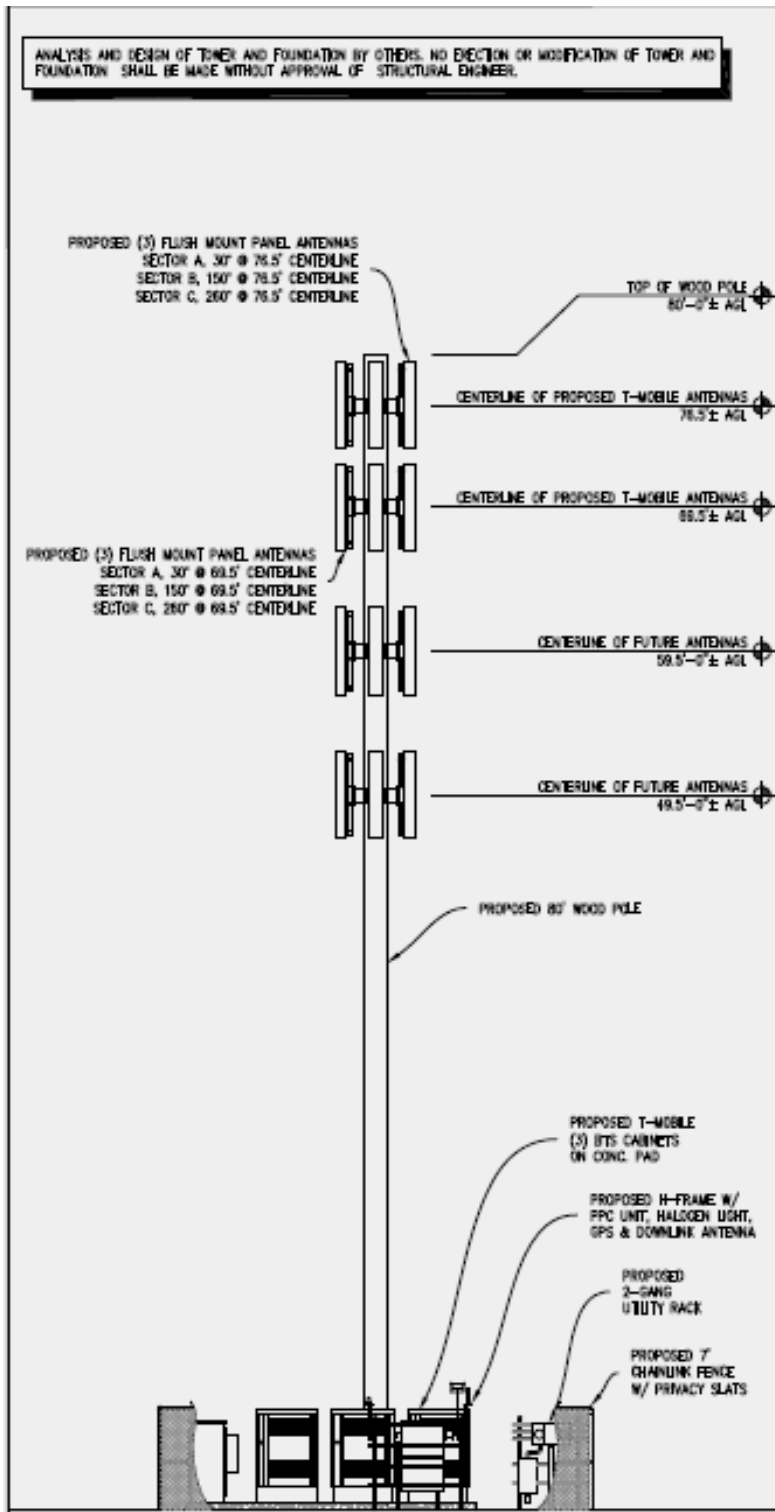 ANALYSIS AND DESIGN OF TOWER AND FOUNDATION BY OTHERS. NO ERECTION OR MODIFICATION OF TOWER AND
FOUNDATION SHALL BE MADE WITHOUT APPROVAL OF STRUCTURAL ENGINEER.
PROPOSED (3) FLUSH MOUNT PANEL ANTENNAS
SECTOR A, 30° @ 76.5' CENTERLINE
SECTOR B, 150° @ 76.5' CENTERLINE
SECTOR C, 260° @ 76.5' CENTERLINE
TOP OF WOOD POLE
80'-0"± AGL
CENTERLINE OF PROPOSED T-MOBILE ANTENNAS
76.5'± AGL
CENTERLINE OF PROPOSED T-MOBILE ANTENNAS
69.5'± AGL
PROPOSED (3) FLUSH MOUNT PANEL ANTENNAS
SECTOR A, 30° @ 69.5' CENTERLINE
SECTOR B, 150° @ 69.5' CENTERLINE
SECTOR C, 260° @ 69.5' CENTERLINE
CENTERLINE OF FUTURE ANTENNAS
59.5'-0"± AGL
CENTERLINE OF FUTURE ANTENNAS
49.5'-0"± AGL
PROPOSED 80' WOOD POLE
PROPOSED T-MOBILE
(3) BTS CABINETS
ON CONC. PAD
PROPOSED H-FRAME W/
PPC UNIT, HALOGEN LIGHT,
GPS & DOWNLINK ANTENNA
PROPOSED
2-GANG
UTILITY RACK
PROPOSED 7'
CHAINLINK FENCE
W/ PRIVACY SLATS